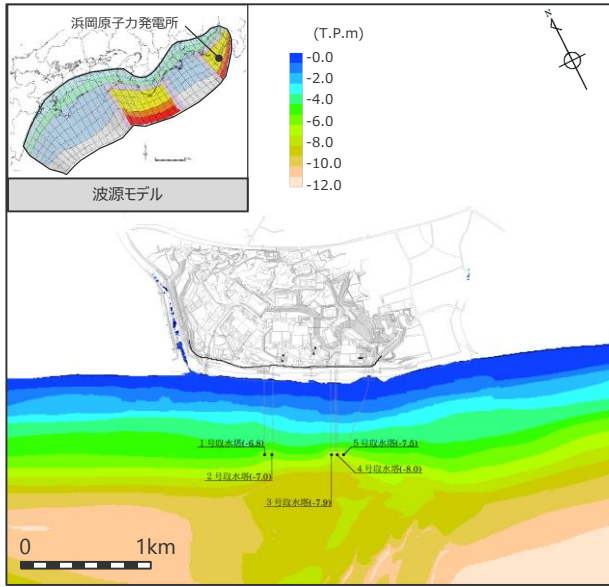 浜岡原子力発電所
波源モデル
(T.P.m)
-0.0
-2.0
-4.0
-6.0
-8.0
-10.0
-12.0
N
1号取水塔(-6.8)
5号取水塔(-7.5)
2号取水塔(-7.0)
4号取水塔(-8.0)
3号取水塔(-7.9)
0 1km